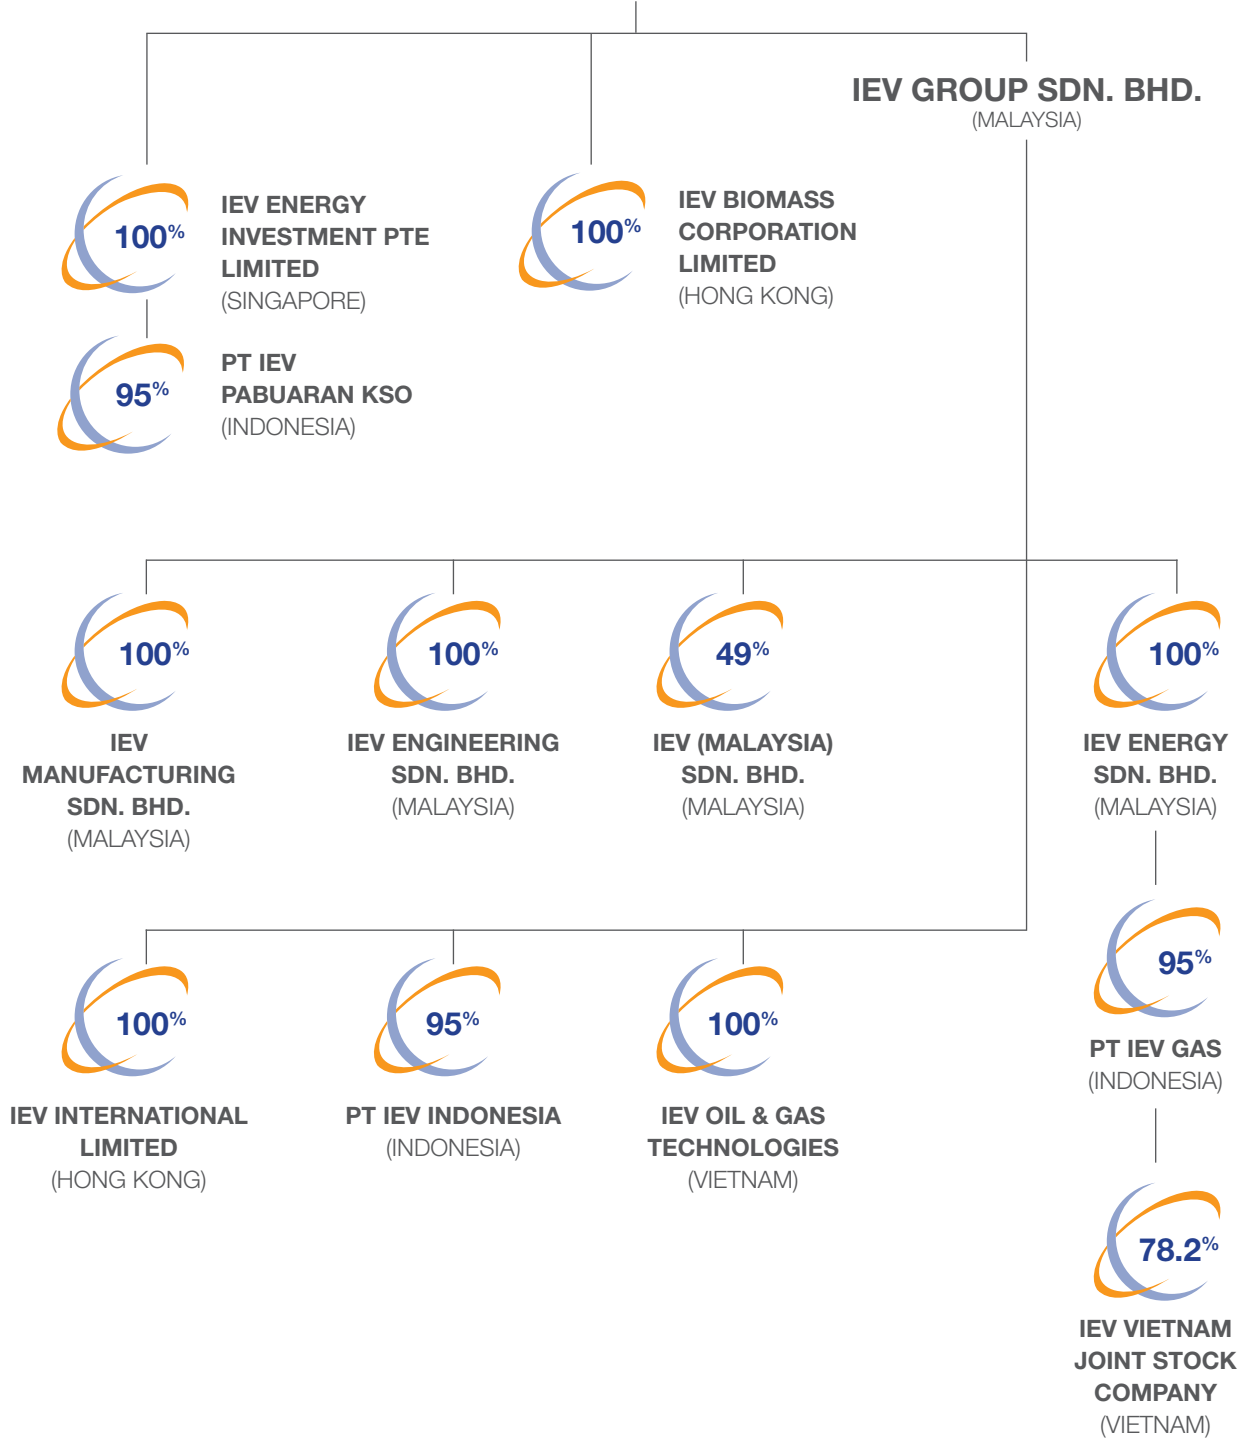 IEV GROUP SDN. BHD.
(MALAYSIA)
100%
IEV ENERGY
INVESTMENT PTE
LIMITED
(SINGAPORE)
100%
IEV BIOMASS
CORPORATION
LIMITED
(HONG KONG)
95%
PT IEV
PABUARAN KSO
(INDONESIA)
100%
IEV
MANUFACTURING
SDN. BHD.
(MALAYSIA)
100%
IEV ENGINEERING
SDN. BHD.
(MALAYSIA)
49%
IEV (MALAYSIA)
SDN. BHD.
(MALAYSIA)
100%
IEV ENERGY
SDN. BHD.
(MALAYSIA)
100%
IEV INTERNATIONAL
LIMITED
(HONG KONG)
95%
PT IEV INDONESIA
(INDONESIA)
100%
IEV OIL & GAS
TECHNOLOGIES
(VIETNAM)
95%
PT IEV GAS
(INDONESIA)
78.2%
IEV VIETNAM
JOINT STOCK
COMPANY
(VIETNAM)